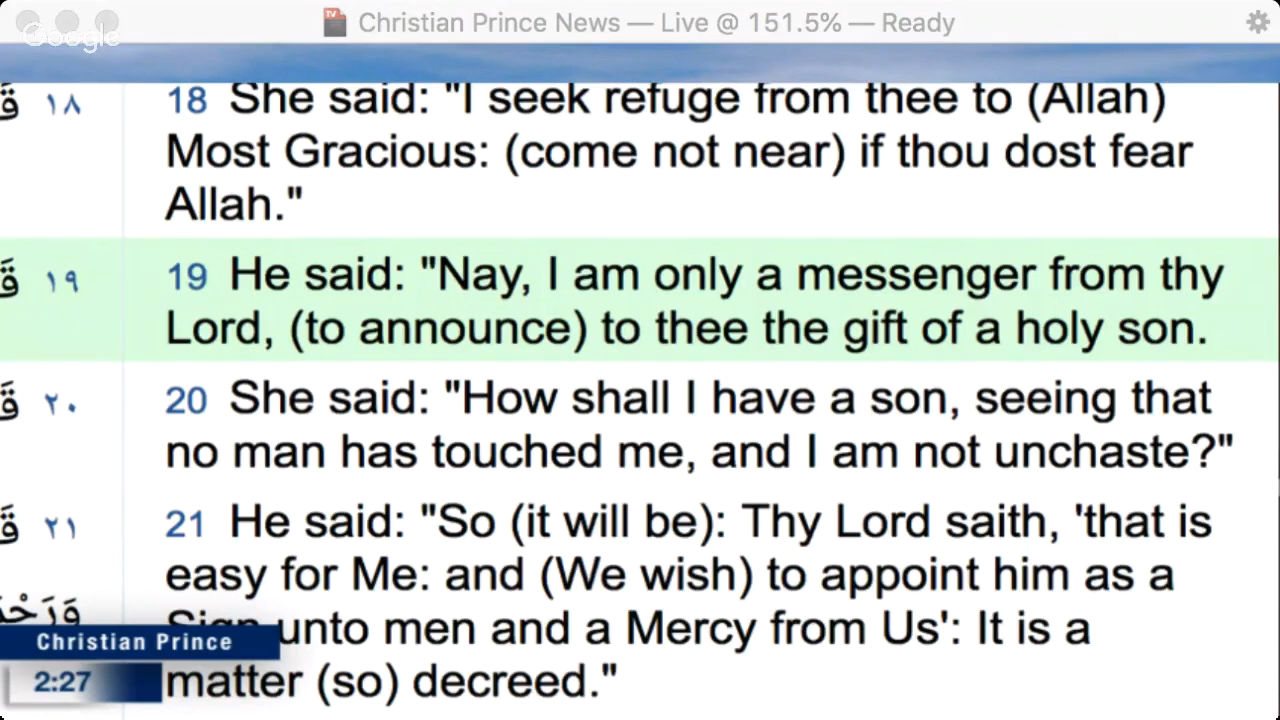 Christian Prince News — Live @ 151.5% — Ready
Google
١٨ 18 She said: "I seek refuge from thee to (Allah)
Most Gracious: (come not near) if thou dost fear
Allah."
١٩ 19 He said: "Nay, I am only a messenger from thy
Lord, (to announce) to thee the gift of a holy son.
٢٠ 20 She said: "How shall I have a son, seeing that
no man has touched me, and I am not unchaste?"
٢١ 21 He said: "So (it will be): Thy Lord saith, 'that is
easy for Me: and (We wish) to appoint him as a
Sign unto men and a Mercy from Us': It is a
matter (so) decreed."
Christian Prince
2:27